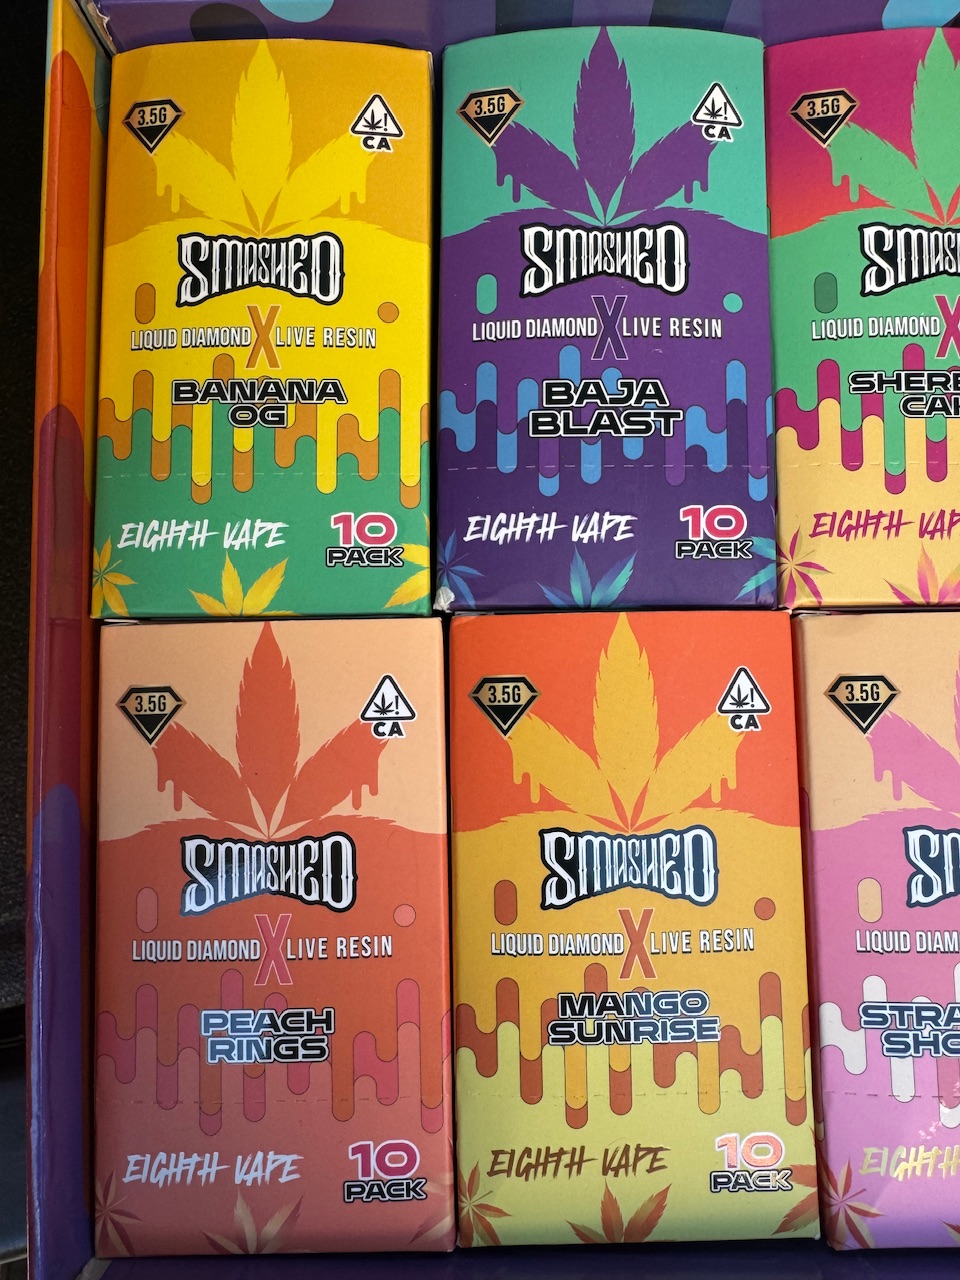 3.5G
CA
SMASHED
LIQUID DIAMOND X LIVE RESIN
BANANA
OG
EIGHTH VAPE
10
PACK
3.5G
CA
SMASHED
LIQUID DIAMOND X LIVE RESIN
BAJA
BLAST
EIGHTH VAPE
10
PACK
3.5G
LIQUID DIAMOND X
EIGHTH
3.5G
CA
SMASHED
LIQUID DIAMOND X LIVE RESIN
PEACH
RINGS
EIGHTH VAPE
10
PACK
3.5G
CA
SMASHED
LIQUID DIAMOND X LIVE RESIN
MANGO
SUNRISE
EIGHTH VAPE
10
PACK
3.5G
LIQUID